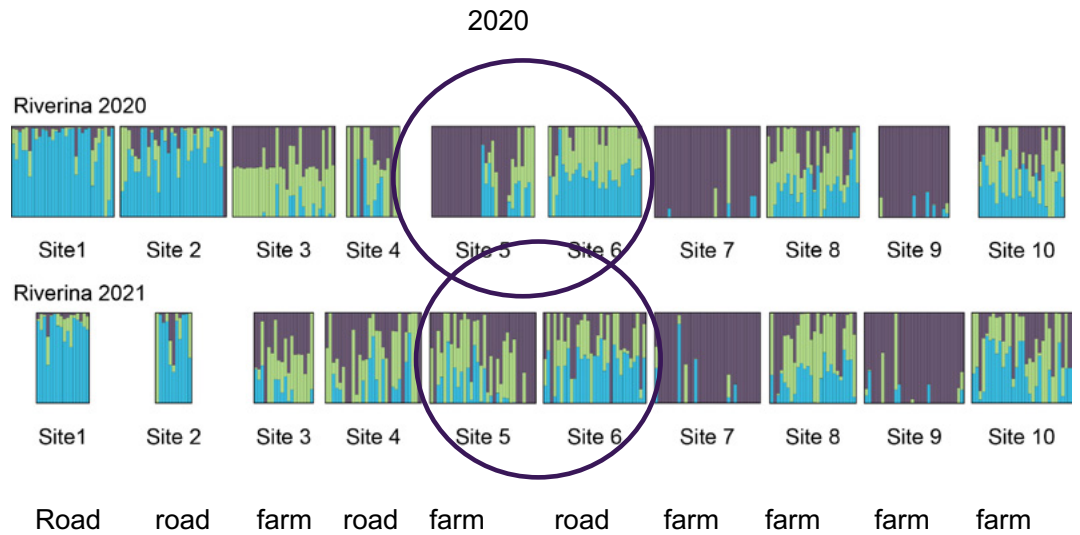 2020
Riverina 2020
Site1 Site 2 Site 3 Site 4 Site 5 Site 6 Site 7 Site 8 Site 9 Site 10
Riverina 2021
Site1 Site 2 Site 3 Site 4 Site 5 Site 6 Site 7 Site 8 Site 9 Site 10
Road road farm road farm road farm farm farm farm